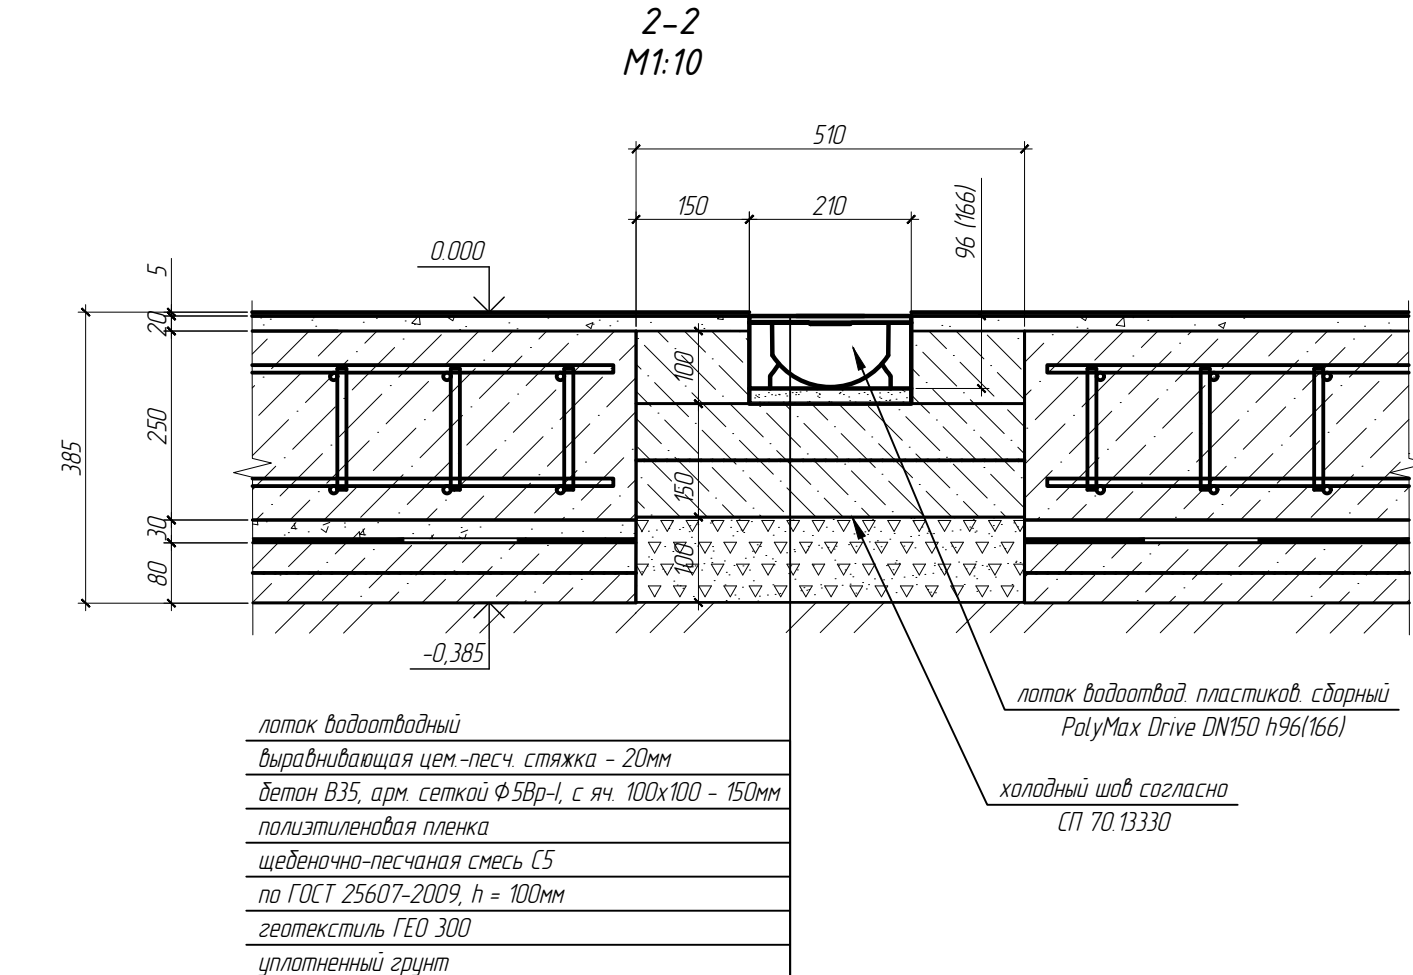 2-2
М1:10
510
150
210
96 (166)
0.000
5
20
250
385
30
80
100
150
100
-0,385
лоток водоотвод. пластиков. сборный
PolyMax Drive DN150 h96(166)
холодный шов согласно
СП 70.13330
лоток водоотводный
выравнивающая цем.-песч. стяжка - 20мм
бетон В35, арм. сеткой Ф5Вр-I, с яч. 100х100 - 150мм
полиэтиленовая пленка
щебеночно-песчаная смесь С5
по ГОСТ 25607-2009, h = 100мм
геотекстиль ГЕО 300
уплотненный грунт